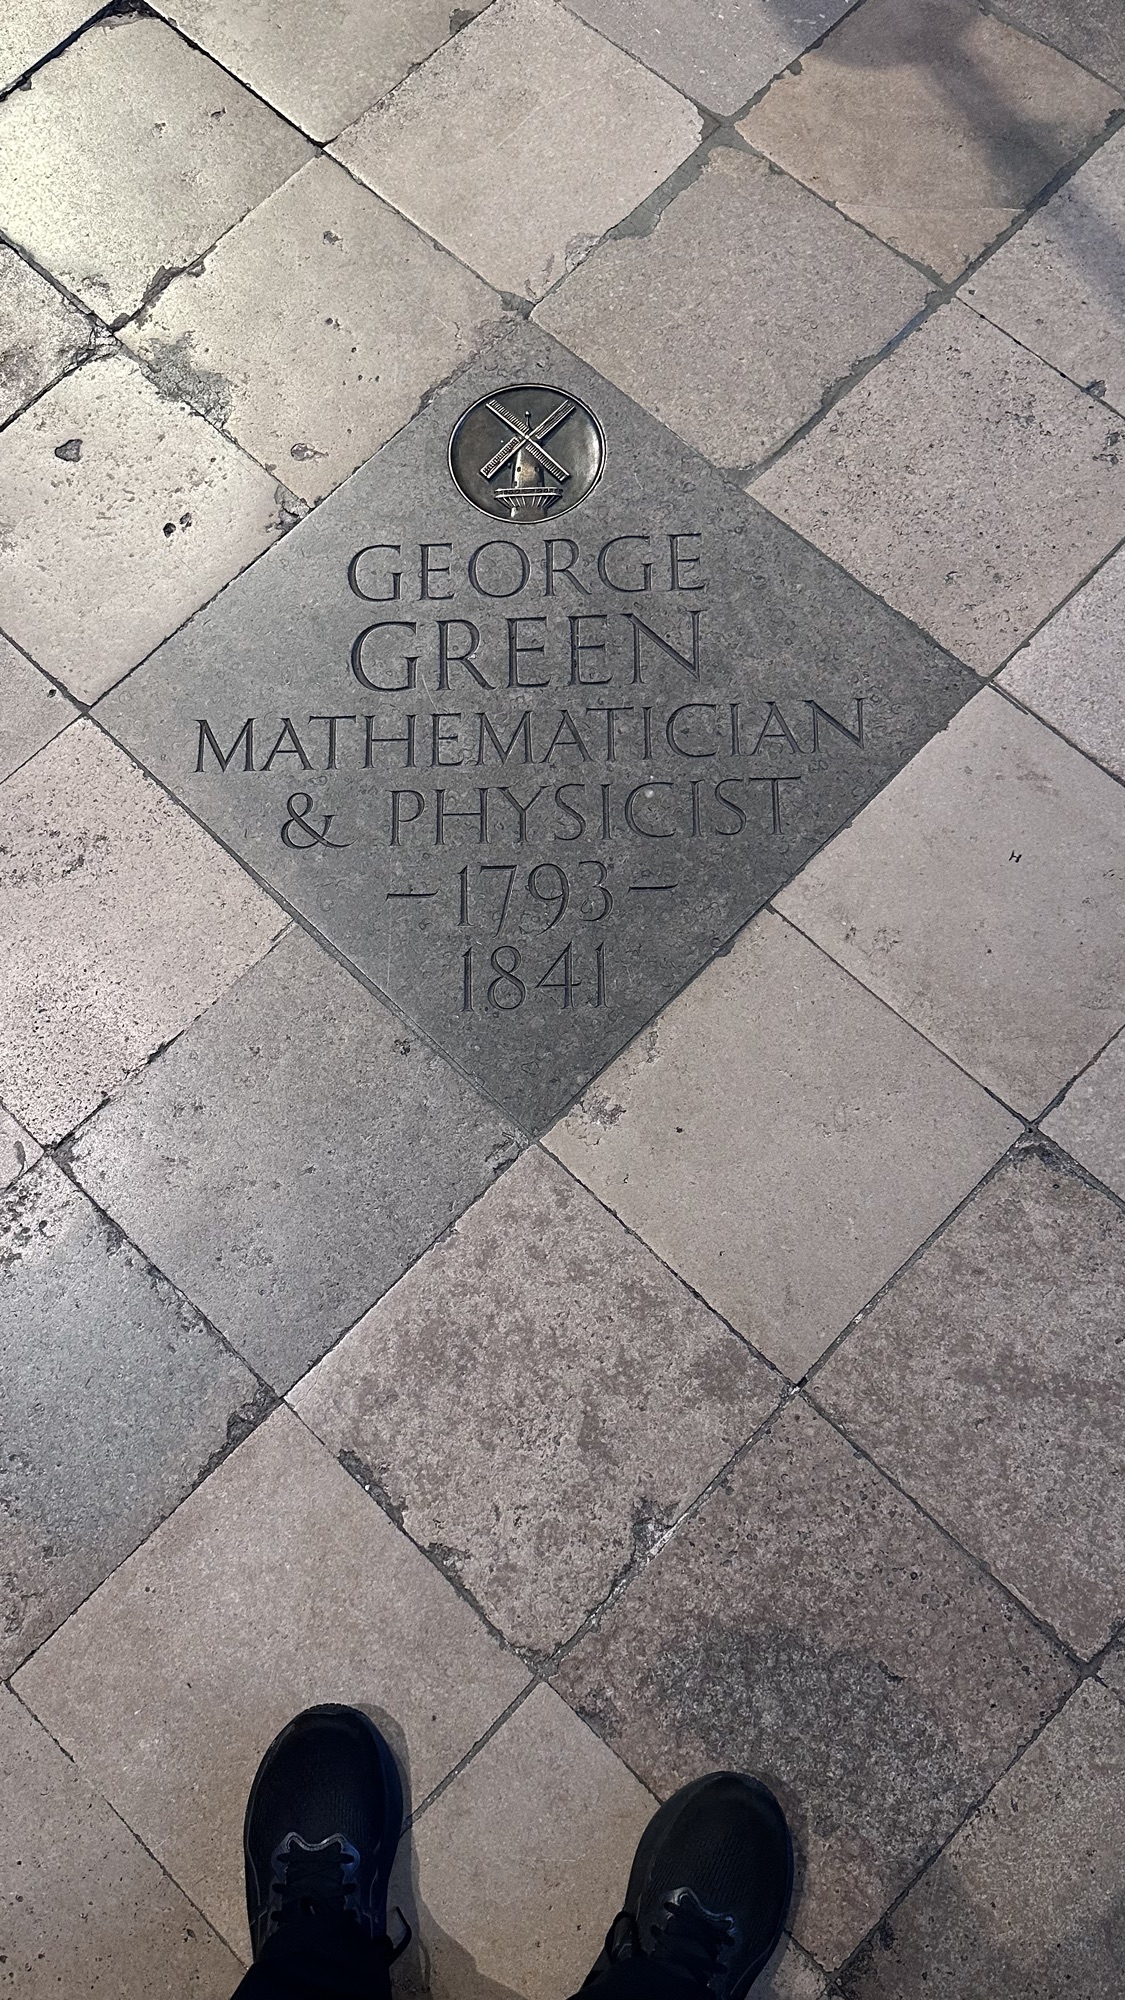 GEORGE
GREEN
MATHEMATICIAN
& PHYSICIST
–1793–
1841
H